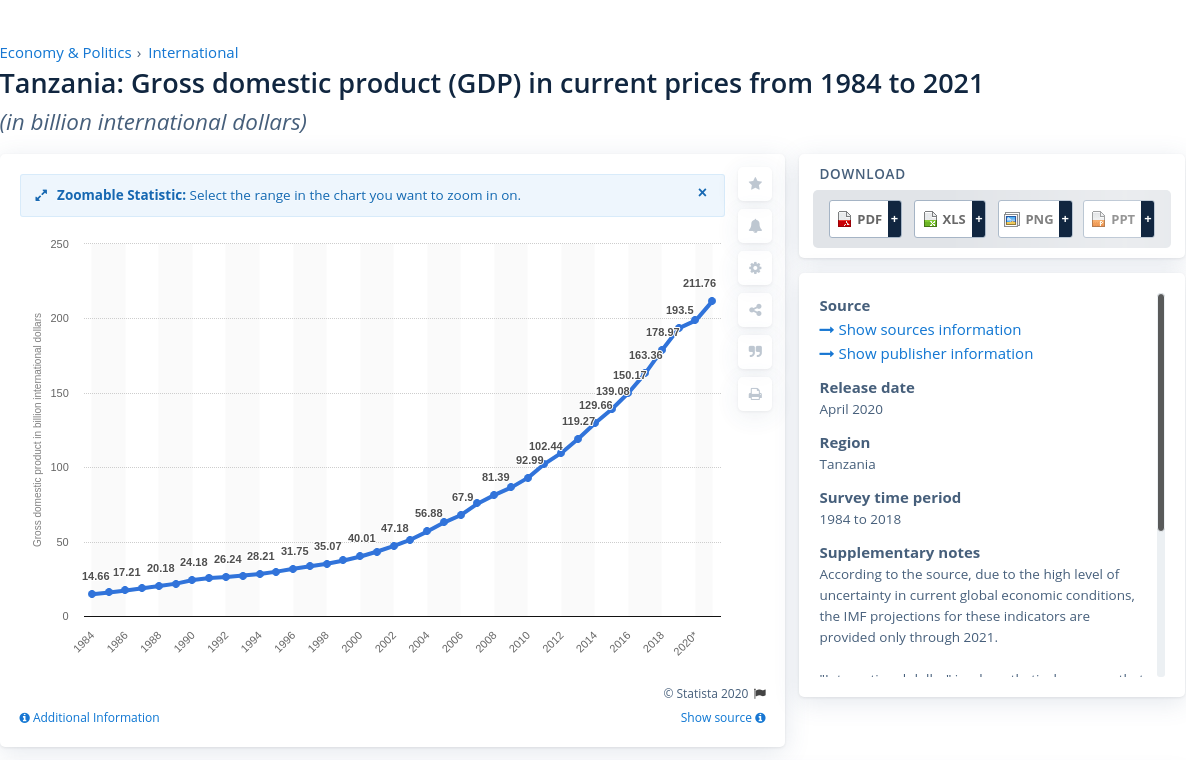 Economy & Politics › International
Tanzania: Gross domestic product (GDP) in current prices from 1984 to 2021
(in billion international dollars)
Zoomable Statistic: Select the range in the chart you want to zoom in on. ×
250
200
150
100
50
0
Gross domestic product in billion international dollars
14.66
17.21
20.18
24.18
26.24
28.21
31.75
35.07
40.01
47.18
56.88
67.9
81.39
92.99
102.44
119.27
129.66
139.08
150.17
163.36
178.97
193.5
211.76
1984
1986
1988
1990
1992
1994
1996
1998
2000
2002
2004
2006
2008
2010
2012
2014
2016
2018
2020*
© Statista 2020
Additional Information
Show source
DOWNLOAD
PDF + XLS + PNG + PPT +
Source
Show sources information
Show publisher information
Release date
April 2020
Region
Tanzania
Survey time period
1984 to 2018
Supplementary notes
According to the source, due to the high level of
uncertainty in current global economic conditions,
the IMF projections for these indicators are
provided only through 2021.